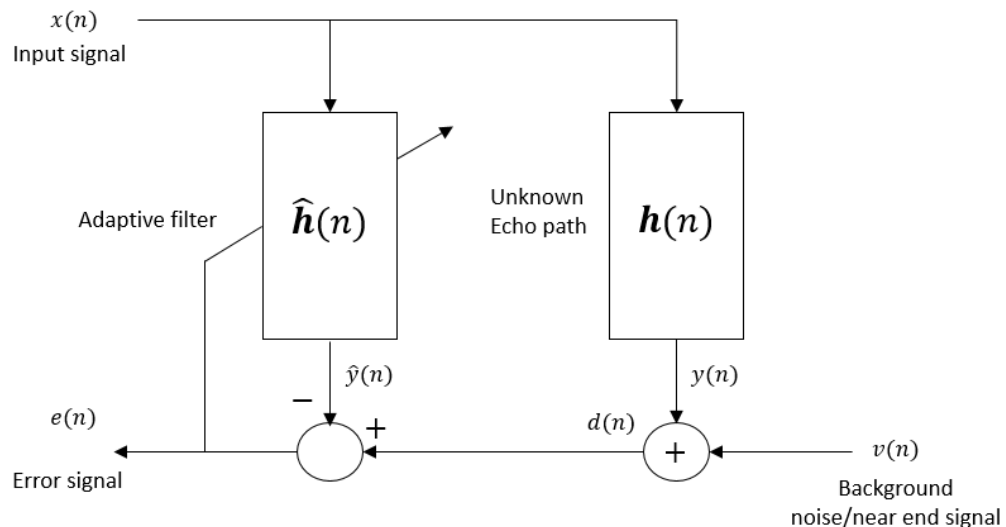 x(n)
Input signal
Adaptive filter
ĥ(n)
Unknown
Echo path
h(n)
ŷ(n)
y(n)
−
+
e(n)
d(n)
+
v(n)
Error signal
Background
noise/near end signal